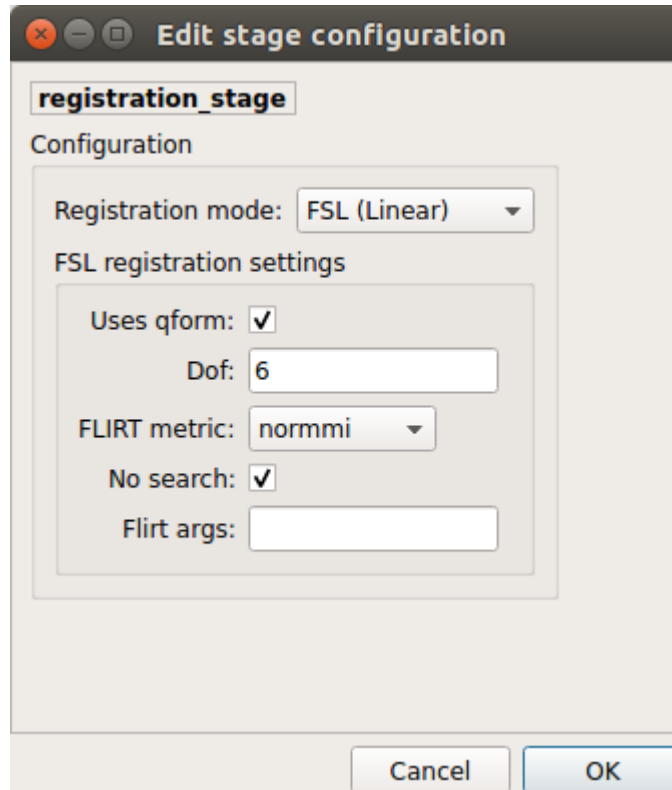 Edit stage configuration
registration_stage
Configuration
Registration mode: FSL (Linear)
FSL registration settings
Uses qform:
Dof: 6
FLIRT metric: normmi
No search:
Flirt args:
Cancel OK